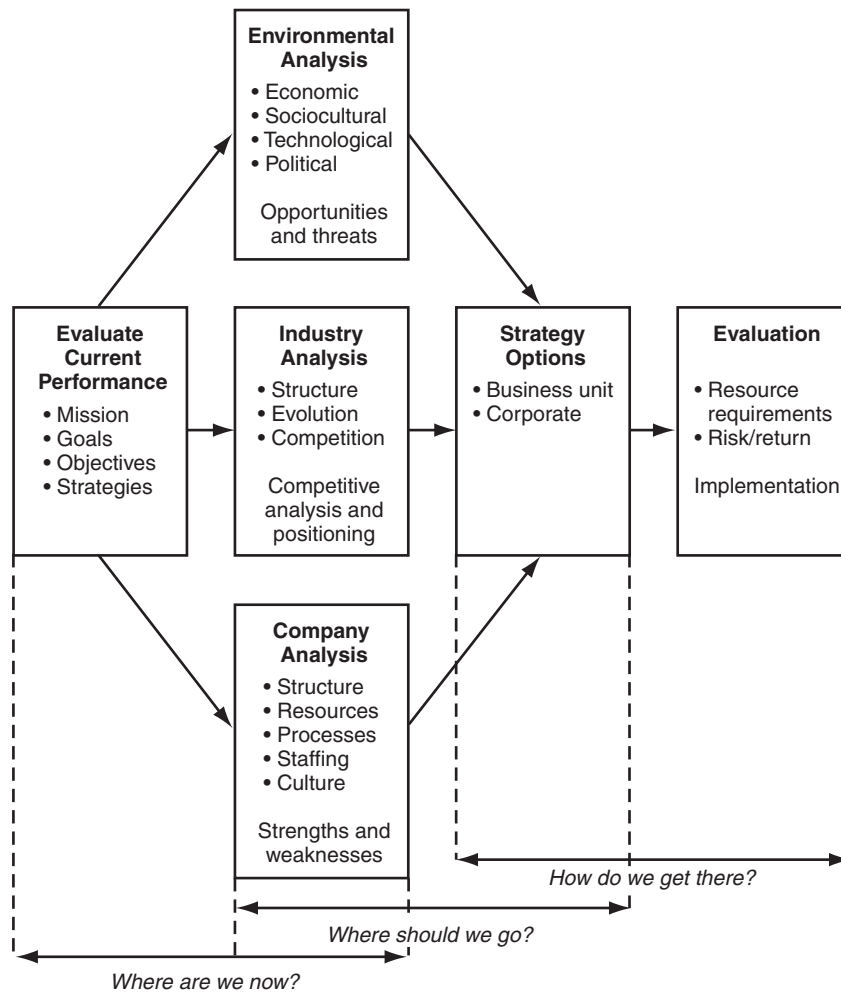 Environmental
Analysis
• Economic
• Sociocultural
• Technological
• Political
Opportunities
and threats
Evaluate
Current
Performance
• Mission
• Goals
• Objectives
• Strategies
Industry
Analysis
• Structure
• Evolution
• Competition
Competitive
analysis and
positioning
Strategy
Options
• Business unit
• Corporate
Evaluation
• Resource
requirements
• Risk/return
Implementation
Company
Analysis
• Structure
• Resources
• Processes
• Staffing
• Culture
Strengths and
weaknesses
How do we get there?
Where should we go?
Where are we now?